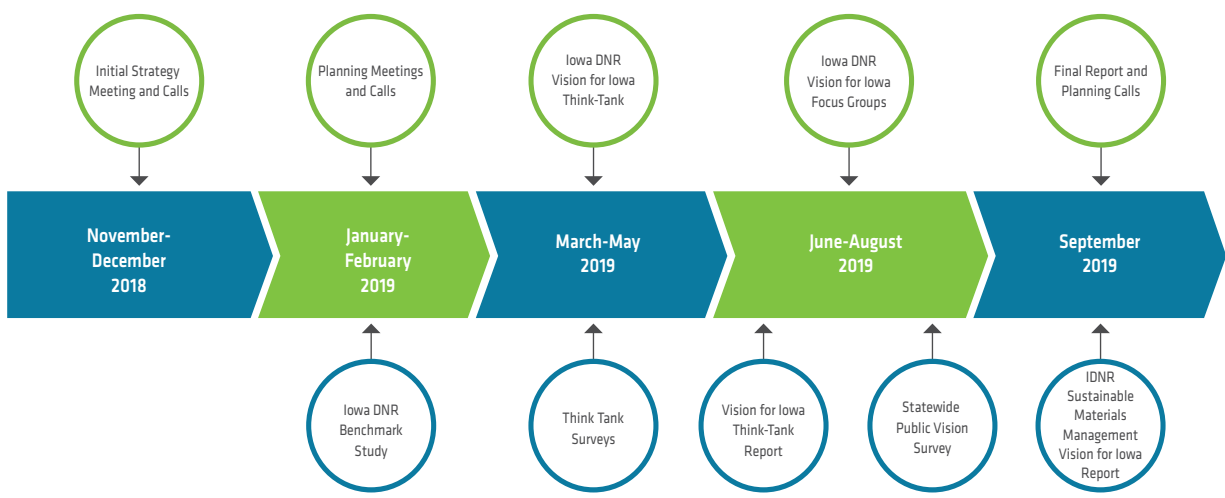 Initial Strategy
Meeting and Calls
Planning Meetings
and Calls
Iowa DNR
Vision for Iowa
Think-Tank
Iowa DNR
Vision for Iowa
Focus Groups
Final Report and
Planning Calls
November-
December
2018
January-
February
2019
March-May
2019
June-August
2019
September
2019
Iowa DNR
Benchmark
Study
Think Tank
Surveys
Vision for Iowa
Think-Tank
Report
Statewide
Public Vision
Survey
IDNR
Sustainable
Materials
Management
Vision for Iowa
Report